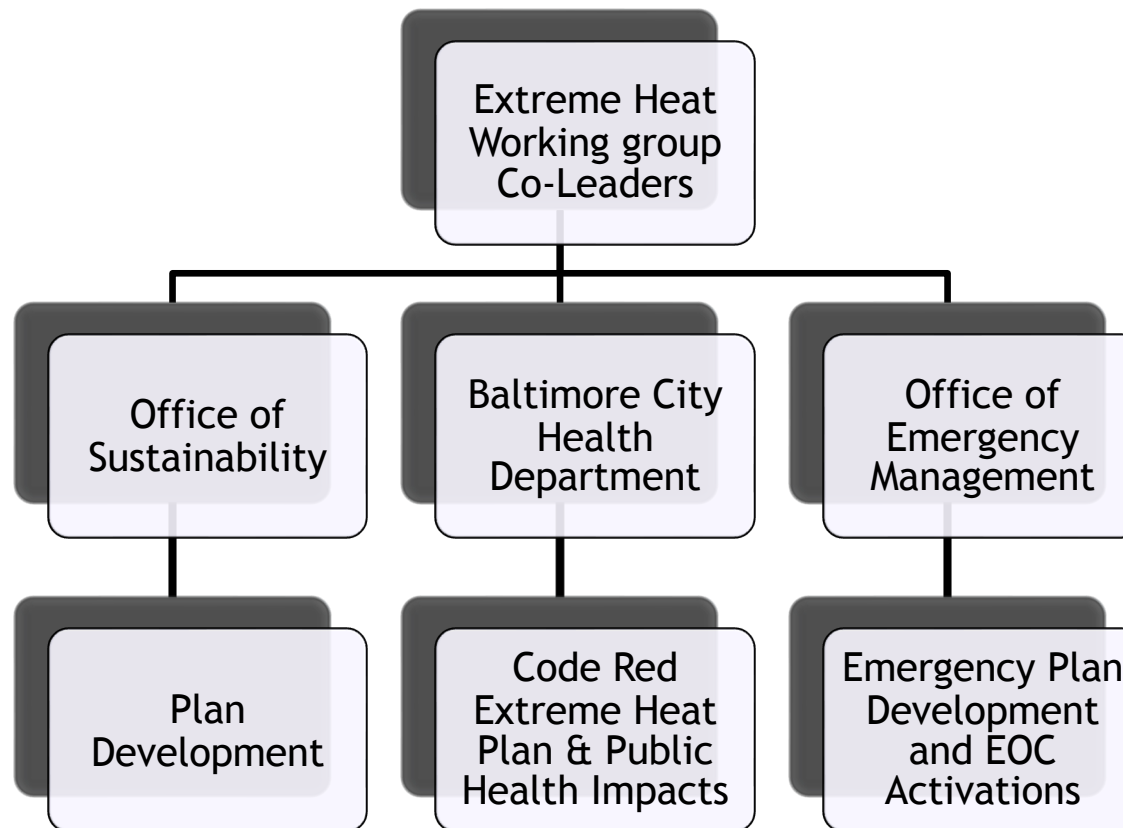 Extreme Heat
Working group
Co-Leaders
Office of
Sustainability
Baltimore City
Health
Department
Office of
Emergency
Management
Plan
Development
Code Red
Extreme Heat
Plan & Public
Health Impacts
Emergency Plan
Development
and EOC
Activations